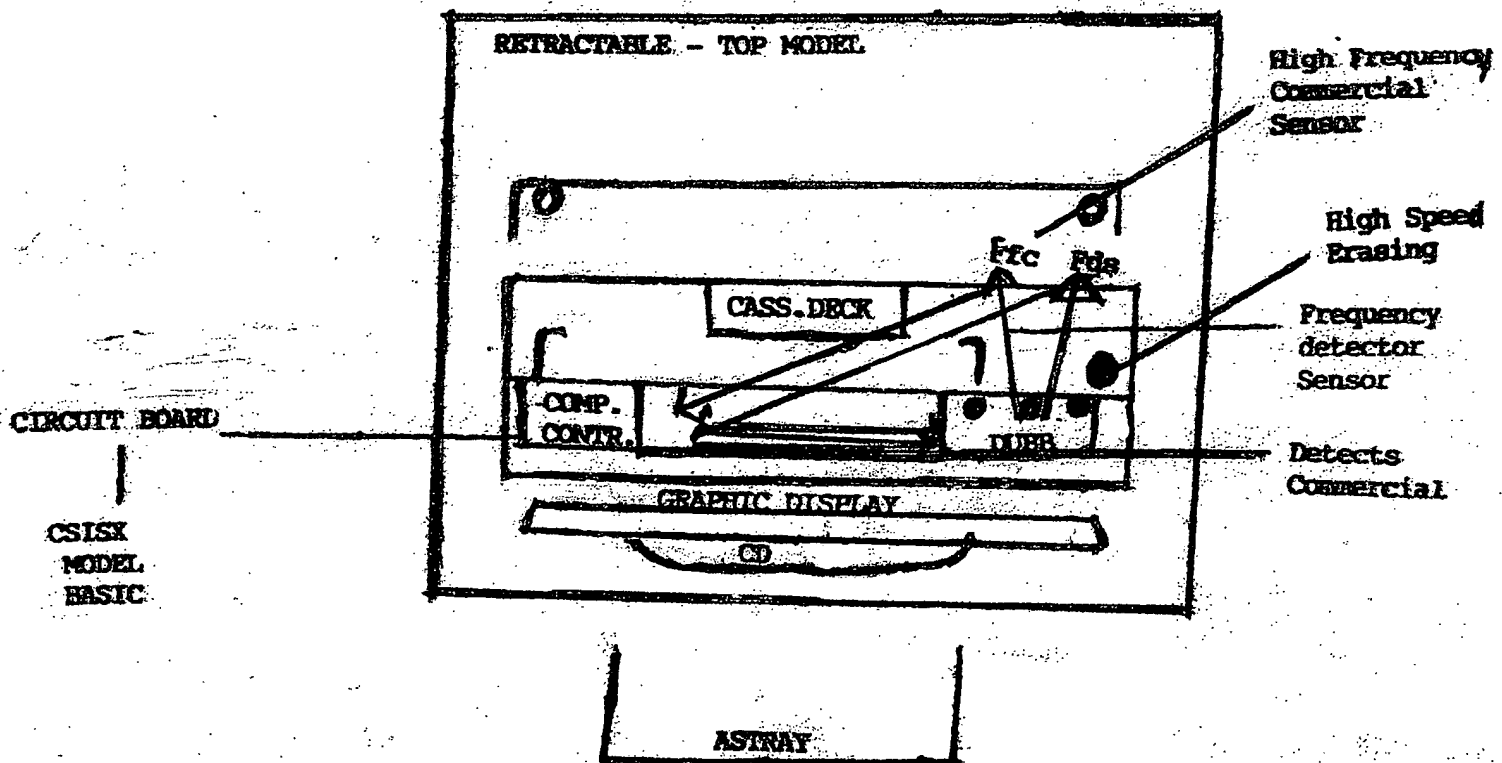 RETRACTABLE - TOP MODEL
High Frequency
Commercial
Sensor
High Speed
Erasing
Ffc Fds
CASS.DECK
Frequency
detector
Sensor
COMP.
CONTR.
CIRCUIT BOARD
DUBB
Detects
Commercial
GRAPHIC DISPLAY
CD
CSISX
MODEL
BASIC
ASTRAY